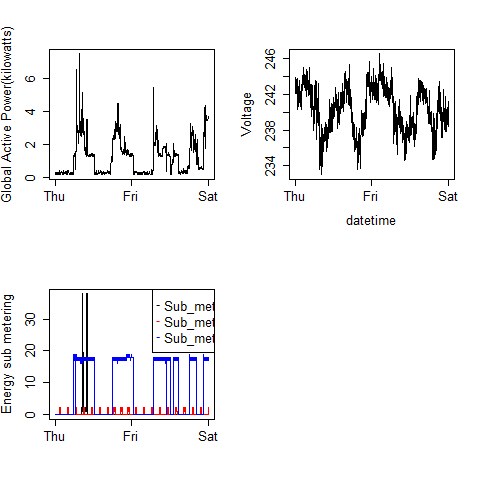 Global Active Power(kilowatts)
0 2 4 6
Thu Fri Sat
Voltage
234 238 242 246
Thu Fri Sat
datetime
Energy sub metering
0 10 20 30
Thu Fri Sat
- Sub_met
- Sub_met
- Sub_met